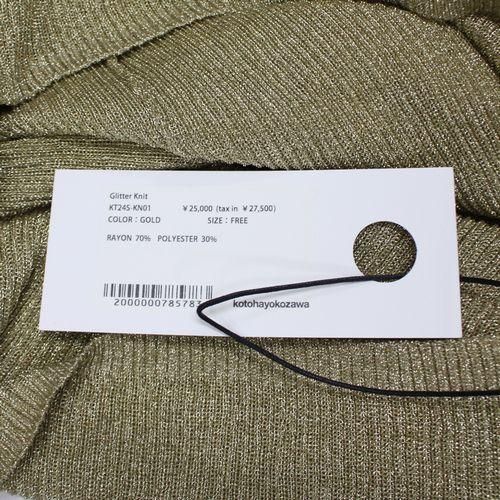 Glitter Knit
KT24S-KN01 ￥25,000 (tax in ￥27,500)
COLOR：GOLD SIZE：FREE
RAYON 70% POLYESTER 30%
2000000785783
kotohayokozawa